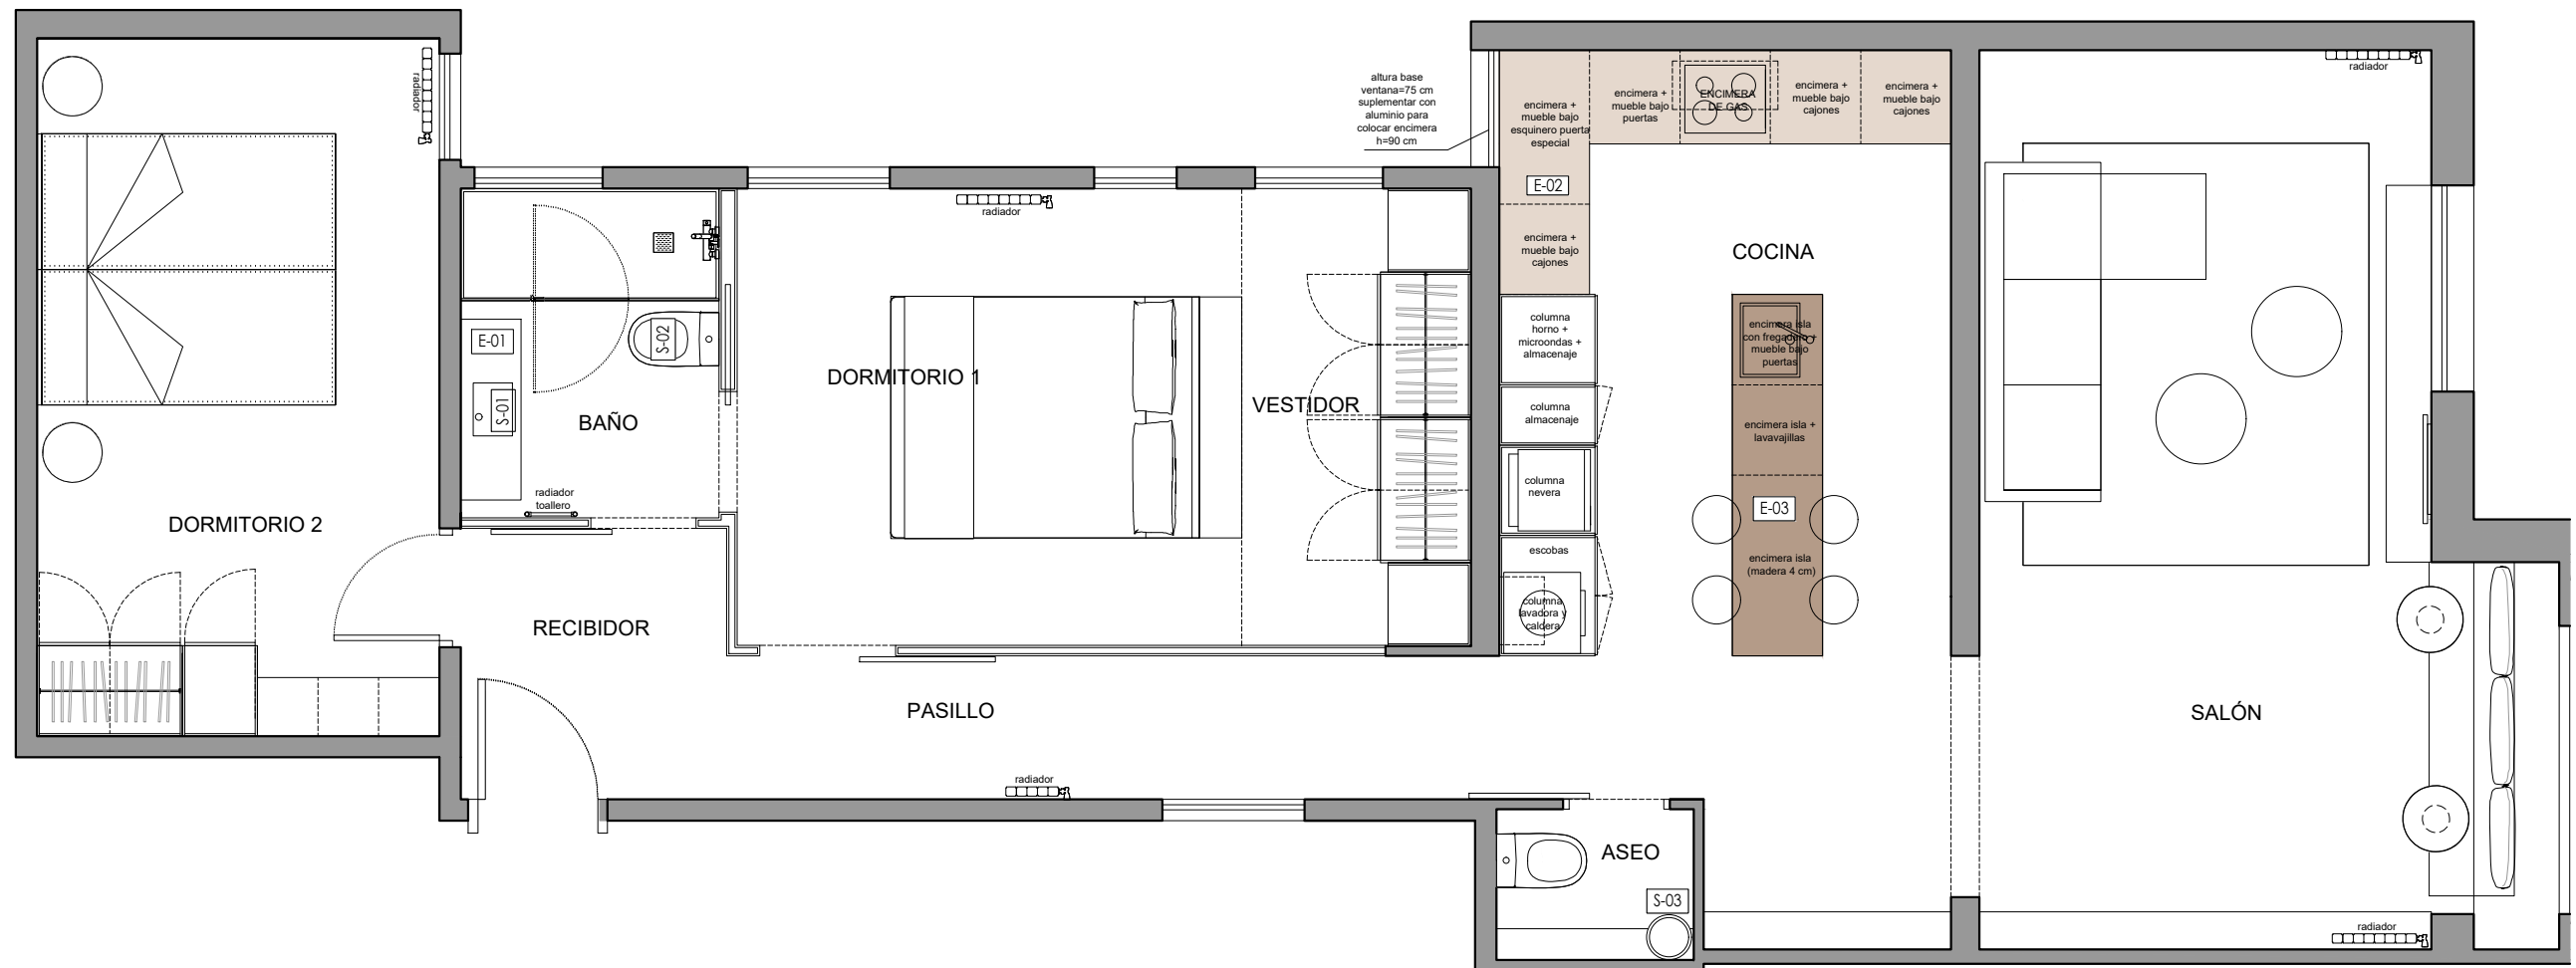 radiador
DORMITORIO 2
E-01
S-01
S-02
BAÑO
radiador
toallero
RECIBIDOR
radiador
DORMITORIO 1
VESTIDOR
PASILLO
radiador
altura base
ventana=75 cm
suplementar con
aluminio para
colocar encimera
h=90 cm
encimera +
mueble bajo
esquinero puerta
especial
E-02
encimera +
mueble bajo
cajones
encimera +
mueble bajo
puertas
ENCIMERA
DE GAS
encimera +
mueble bajo
cajones
encimera +
mueble bajo
cajones
COCINA
columna
horno +
microondas +
almacenaje
columna
almacenaje
columna
nevera
escobas
columna
lavadora y
caldera
encimera isla
con fregadero +
mueble bajo
puertas
encimera isla +
lavavajillas
E-03
encimera isla
(madera 4 cm)
ASEO
S-03
radiador
SALÓN
radiador